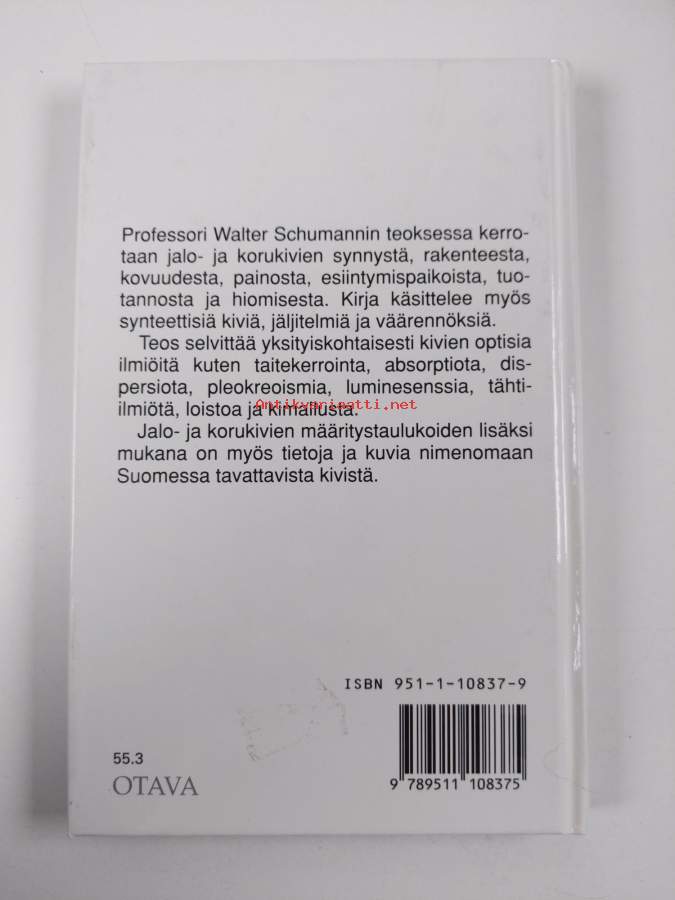 Professori Walter Schumannin teoksessa kerro-
taan jalo- ja korukivien synnystä, rakenteesta,
kovuudesta, painosta, esiintymispaikoista, tuo-
tannosta ja hiomisesta. Kirja käsittelee myös
synteettisiä kiviä, jäljitelmiä ja väärennöksiä.
Teos selvittää yksityiskohtaisesti kivien optisia
ilmiöitä kuten taitekerrointa, absorptiota, dis-
persiota, pleokreoismia, luminesenssia, tähti-
ilmiötä, loistoa ja kimallusta.
Antikvariaatti.net
Jalo- ja korukivien määritystaulukoiden lisäksi
mukana on myös tietoja ja kuvia nimenomaan
Suomessa tavattavista kivistä.
ISBN 951-1-10837-9
9 789511 108375
55.3
OTAVA